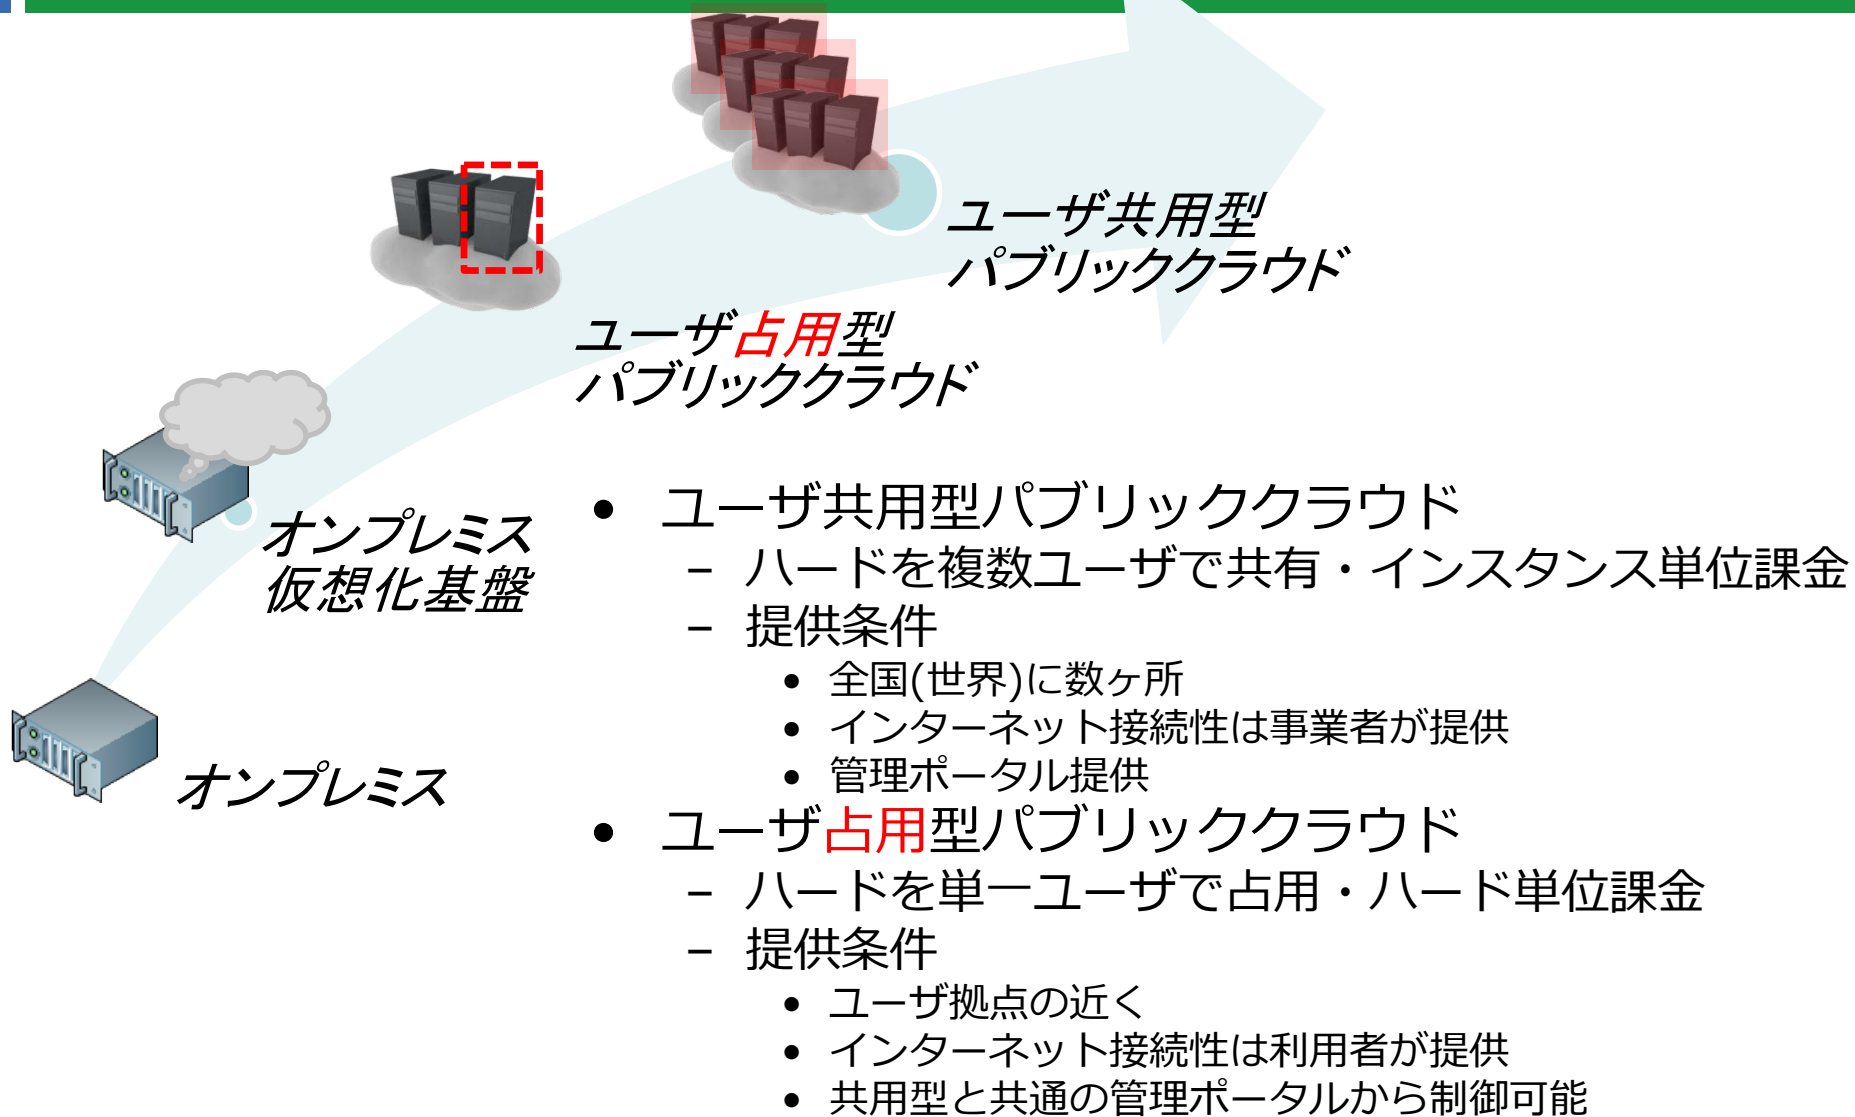 ユーザ共用型
パブリッククラウド
ユーザ占用型
パブリッククラウド
オンプレミス
仮想化基盤
オンプレミス
• ユーザ共用型パブリッククラウド
– ハードを複数ユーザで共有・インスタンス単位課金
– 提供条件
• 全国(世界)に数ヶ所
• インターネット接続性は事業者が提供
• 管理ポータル提供
• ユーザ占用型パブリッククラウド
– ハードを単一ユーザで占用・ハード単位課金
– 提供条件
• ユーザ拠点の近く
• インターネット接続性は利用者が提供
• 共用型と共通の管理ポータルから制御可能